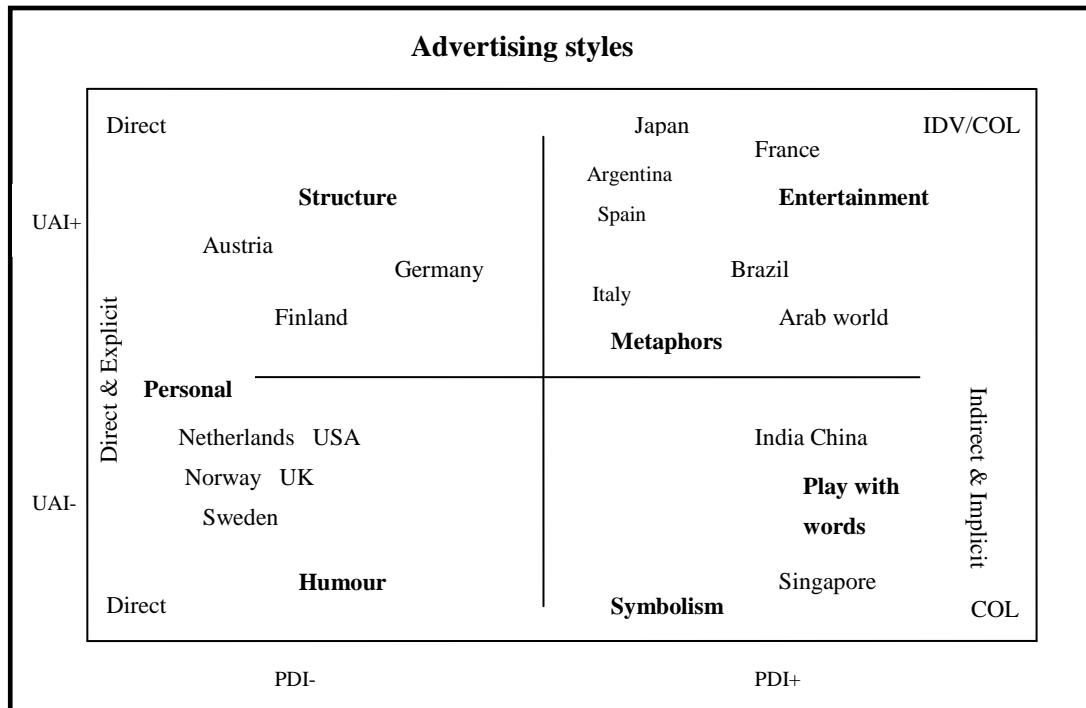 Advertising styles
Direct
Japan
IDV/COL
France
Argentina
Structure
Entertainment
Spain
UAI+
Austria
Germany
Brazil
Italy
Finland
Arab world
Metaphors
Direct & Explicit
Personal
Netherlands USA
India China
Indirect & Implicit
Norway UK
Play with
words
UAI-
Sweden
Humour
Singapore
Direct
Symbolism
COL
PDI-
PDI+